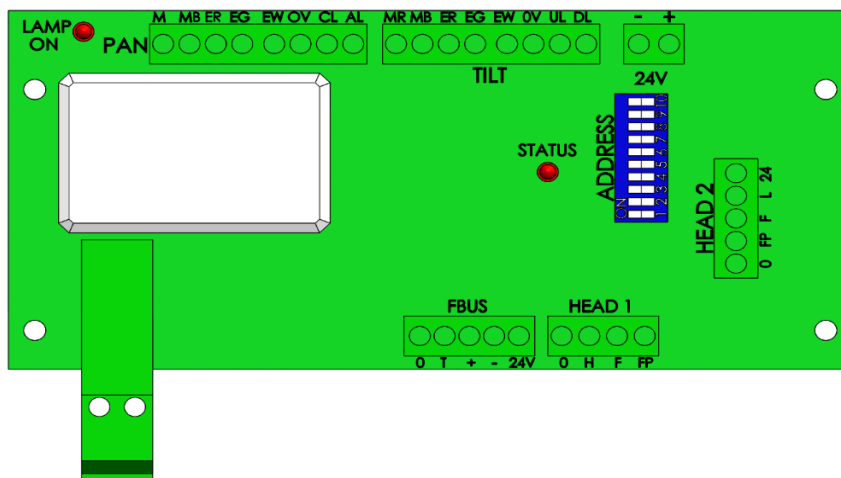 LAMP
ON
PAN
M MB ER EG EW OV CL AL
MR MB ER EG EW 0V UL DL
TILT
- +
24V
STATUS
ADDRESS
ON
1 2 3 4 5 6 7 8 9 10
HEAD 2
0 FP F L 24
FBUS
0 T + - 24V
HEAD 1
0 H F FP